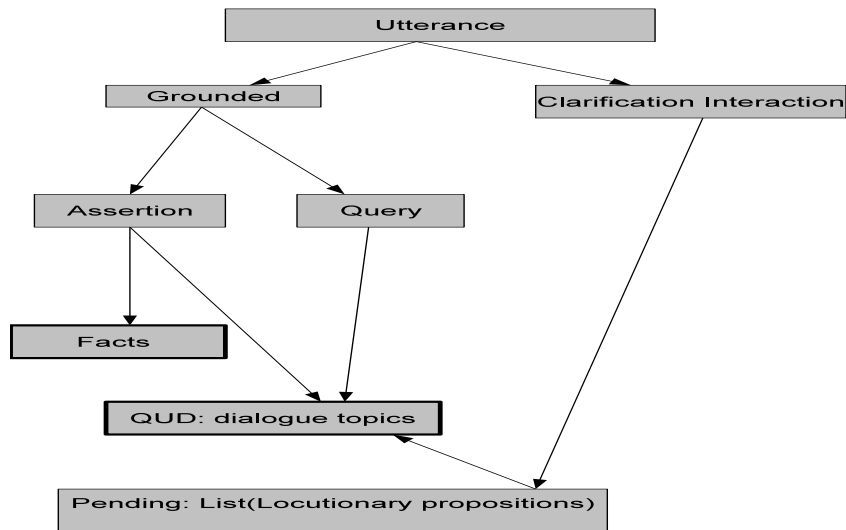 Utterance
Grounded
Clarification Interaction
Assertion
Query
Facts
QUD: dialogue topics
Pending: List(Locutionary propositions)